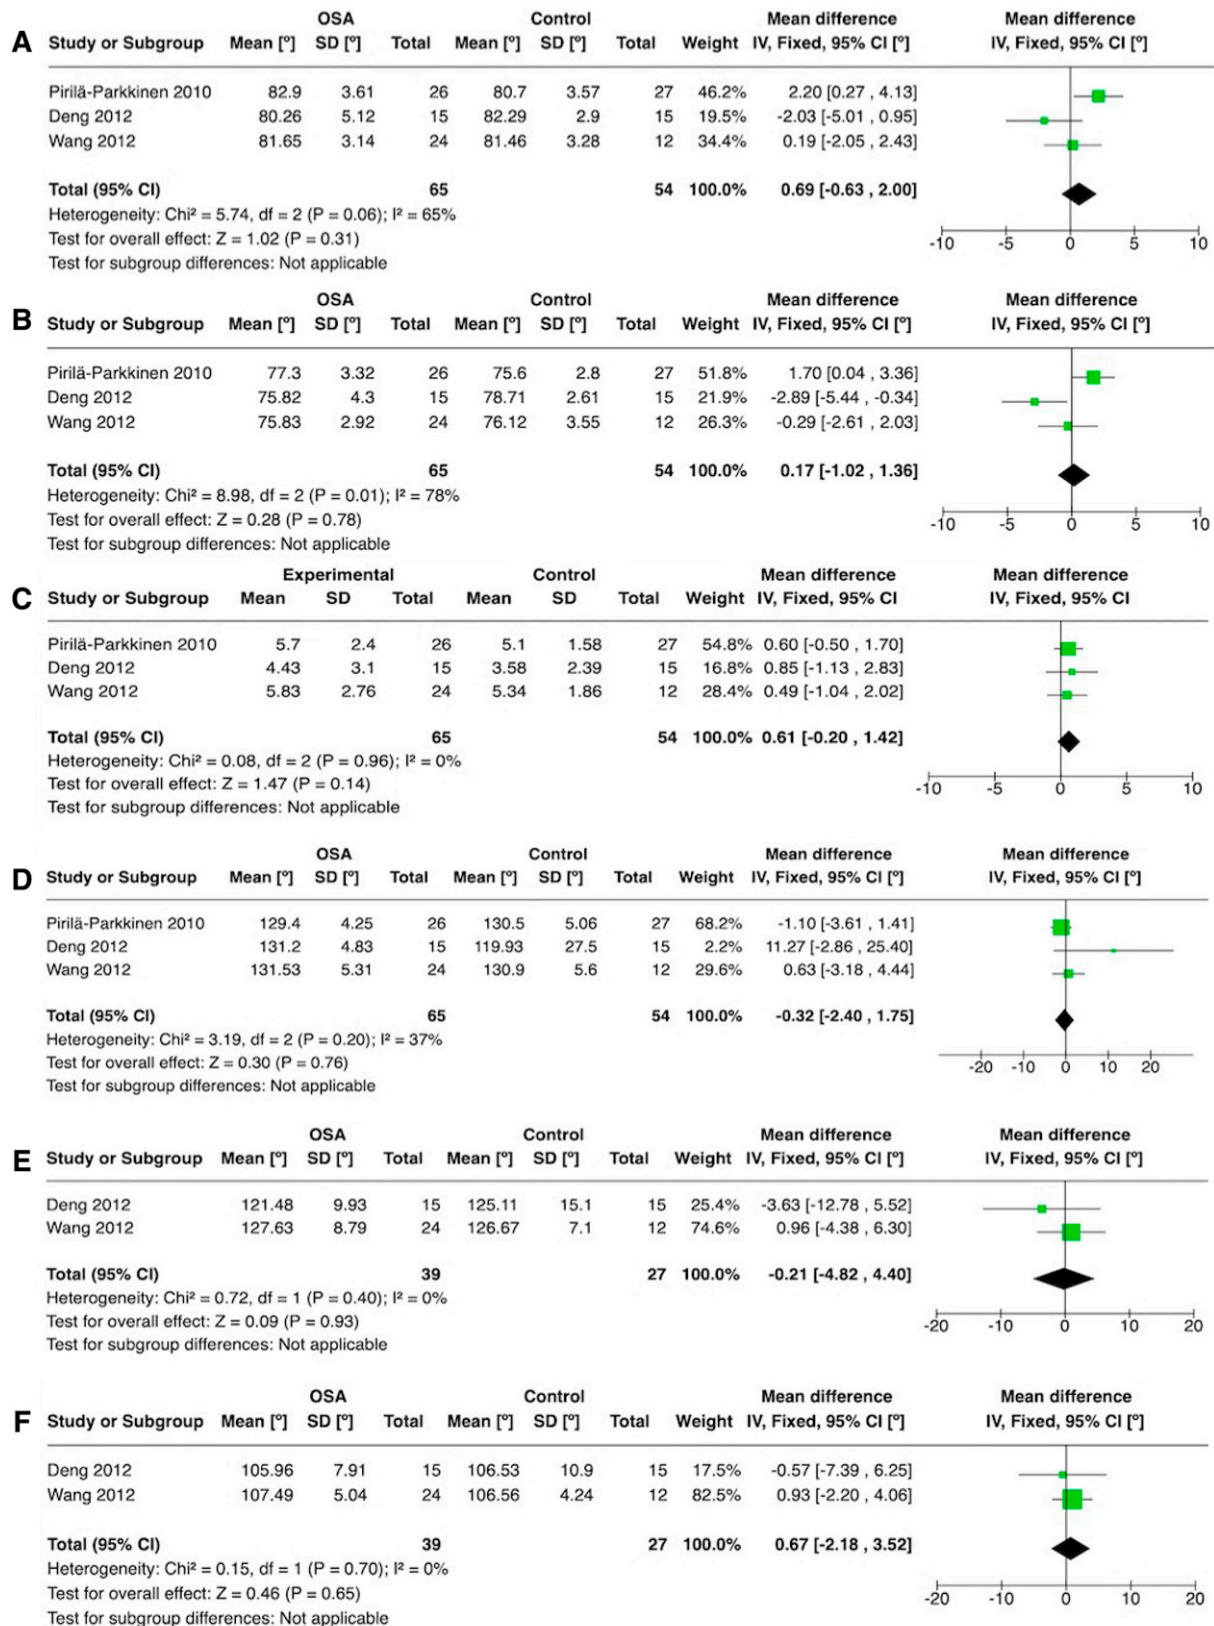 A
OSA Control Mean difference Mean difference
Study or Subgroup Mean [º] SD [º] Total Mean [º] SD [º] Total Weight IV, Fixed, 95% CI [º] IV, Fixed, 95% CI [º]
Pirilä-Parkkinen 2010 82.9 3.61 26 80.7 3.57 27 46.2% 2.20 [0.27 , 4.13]
Deng 2012 80.26 5.12 15 82.29 2.9 15 19.5% -2.03 [-5.01 , 0.95]
Wang 2012 81.65 3.14 24 81.46 3.28 12 34.4% 0.19 [-2.05 , 2.43]
Total (95% CI) 65 54 100.0% 0.69 [-0.63 , 2.00]
Heterogeneity: Chi² = 5.74, df = 2 (P = 0.06); I² = 65%
Test for overall effect: Z = 1.02 (P = 0.31)
Test for subgroup differences: Not applicable
-10 -5 0 5 10
B
OSA Control Mean difference Mean difference
Study or Subgroup Mean [º] SD [º] Total Mean [º] SD [º] Total Weight IV, Fixed, 95% CI [º] IV, Fixed, 95% CI [º]
Pirilä-Parkkinen 2010 77.3 3.32 26 75.6 2.8 27 51.8% 1.70 [0.04 , 3.36]
Deng 2012 75.82 4.3 15 78.71 2.61 15 21.9% -2.89 [-5.44 , -0.34]
Wang 2012 75.83 2.92 24 76.12 3.55 12 26.3% -0.29 [-2.61 , 2.03]
Total (95% CI) 65 54 100.0% 0.17 [-1.02 , 1.36]
Heterogeneity: Chi² = 8.98, df = 2 (P = 0.01); I² = 78%
Test for overall effect: Z = 0.28 (P = 0.78)
Test for subgroup differences: Not applicable
-10 -5 0 5 10
C
Experimental Control Mean difference Mean difference
Study or Subgroup Mean SD Total Mean SD Total Weight IV, Fixed, 95% CI IV, Fixed, 95% CI
Pirilä-Parkkinen 2010 5.7 2.4 26 5.1 1.58 27 54.8% 0.60 [-0.50 , 1.70]
Deng 2012 4.43 3.1 15 3.58 2.39 15 16.8% 0.85 [-1.13 , 2.83]
Wang 2012 5.83 2.76 24 5.34 1.86 12 28.4% 0.49 [-1.04 , 2.02]
Total (95% CI) 65 54 100.0% 0.61 [-0.20 , 1.42]
Heterogeneity: Chi² = 0.08, df = 2 (P = 0.96); I² = 0%
Test for overall effect: Z = 1.47 (P = 0.14)
Test for subgroup differences: Not applicable
-10 -5 0 5 10
D
OSA Control Mean difference Mean difference
Study or Subgroup Mean [º] SD [º] Total Mean [º] SD [º] Total Weight IV, Fixed, 95% CI [º] IV, Fixed, 95% CI [º]
Pirilä-Parkkinen 2010 129.4 4.25 26 130.5 5.06 27 68.2% -1.10 [-3.61 , 1.41]
Deng 2012 131.2 4.83 15 119.93 27.5 15 2.2% 11.27 [-2.86 , 25.40]
Wang 2012 131.53 5.31 24 130.9 5.6 12 29.6% 0.63 [-3.18 , 4.44]
Total (95% CI) 65 54 100.0% -0.32 [-2.40 , 1.75]
Heterogeneity: Chi² = 3.19, df = 2 (P = 0.20); I² = 37%
Test for overall effect: Z = 0.30 (P = 0.76)
Test for subgroup differences: Not applicable
-20 -10 0 10 20
E
OSA Control Mean difference Mean difference
Study or Subgroup Mean [º] SD [º] Total Mean [º] SD [º] Total Weight IV, Fixed, 95% CI [º] IV, Fixed, 95% CI [º]
Deng 2012 121.48 9.93 15 125.11 15.1 15 25.4% -3.63 [-12.78 , 5.52]
Wang 2012 127.63 8.79 24 126.67 7.1 12 74.6% 0.96 [-4.38 , 6.30]
Total (95% CI) 39 27 100.0% -0.21 [-4.82 , 4.40]
Heterogeneity: Chi² = 0.72, df = 1 (P = 0.40); I² = 0%
Test for overall effect: Z = 0.09 (P = 0.93)
Test for subgroup differences: Not applicable
-20 -10 0 10 20
F
OSA Control Mean difference Mean difference
Study or Subgroup Mean [º] SD [º] Total Mean [º] SD [º] Total Weight IV, Fixed, 95% CI [º] IV, Fixed, 95% CI [º]
Deng 2012 105.96 7.91 15 106.53 10.9 15 17.5% -0.57 [-7.39 , 6.25]
Wang 2012 107.49 5.04 24 106.56 4.24 12 82.5% 0.93 [-2.20 , 4.06]
Total (95% CI) 39 27 100.0% 0.67 [-2.18 , 3.52]
Heterogeneity: Chi² = 0.15, df = 1 (P = 0.70); I² = 0%
Test for overall effect: Z = 0.46 (P = 0.65)
Test for subgroup differences: Not applicable
-20 -10 0 10 20